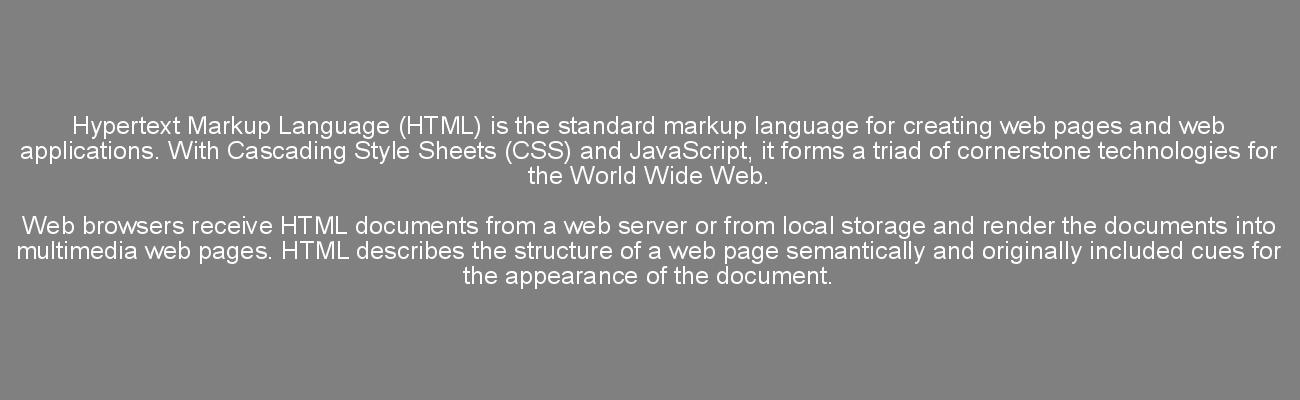 Hypertext Markup Language (HTML) is the standard markup language for creating web pages and web
applications. With Cascading Style Sheets (CSS) and JavaScript, it forms a triad of cornerstone technologies for
the World Wide Web.
Web browsers receive HTML documents from a web server or from local storage and render the documents into
multimedia web pages. HTML describes the structure of a web page semantically and originally included cues for
the appearance of the document.